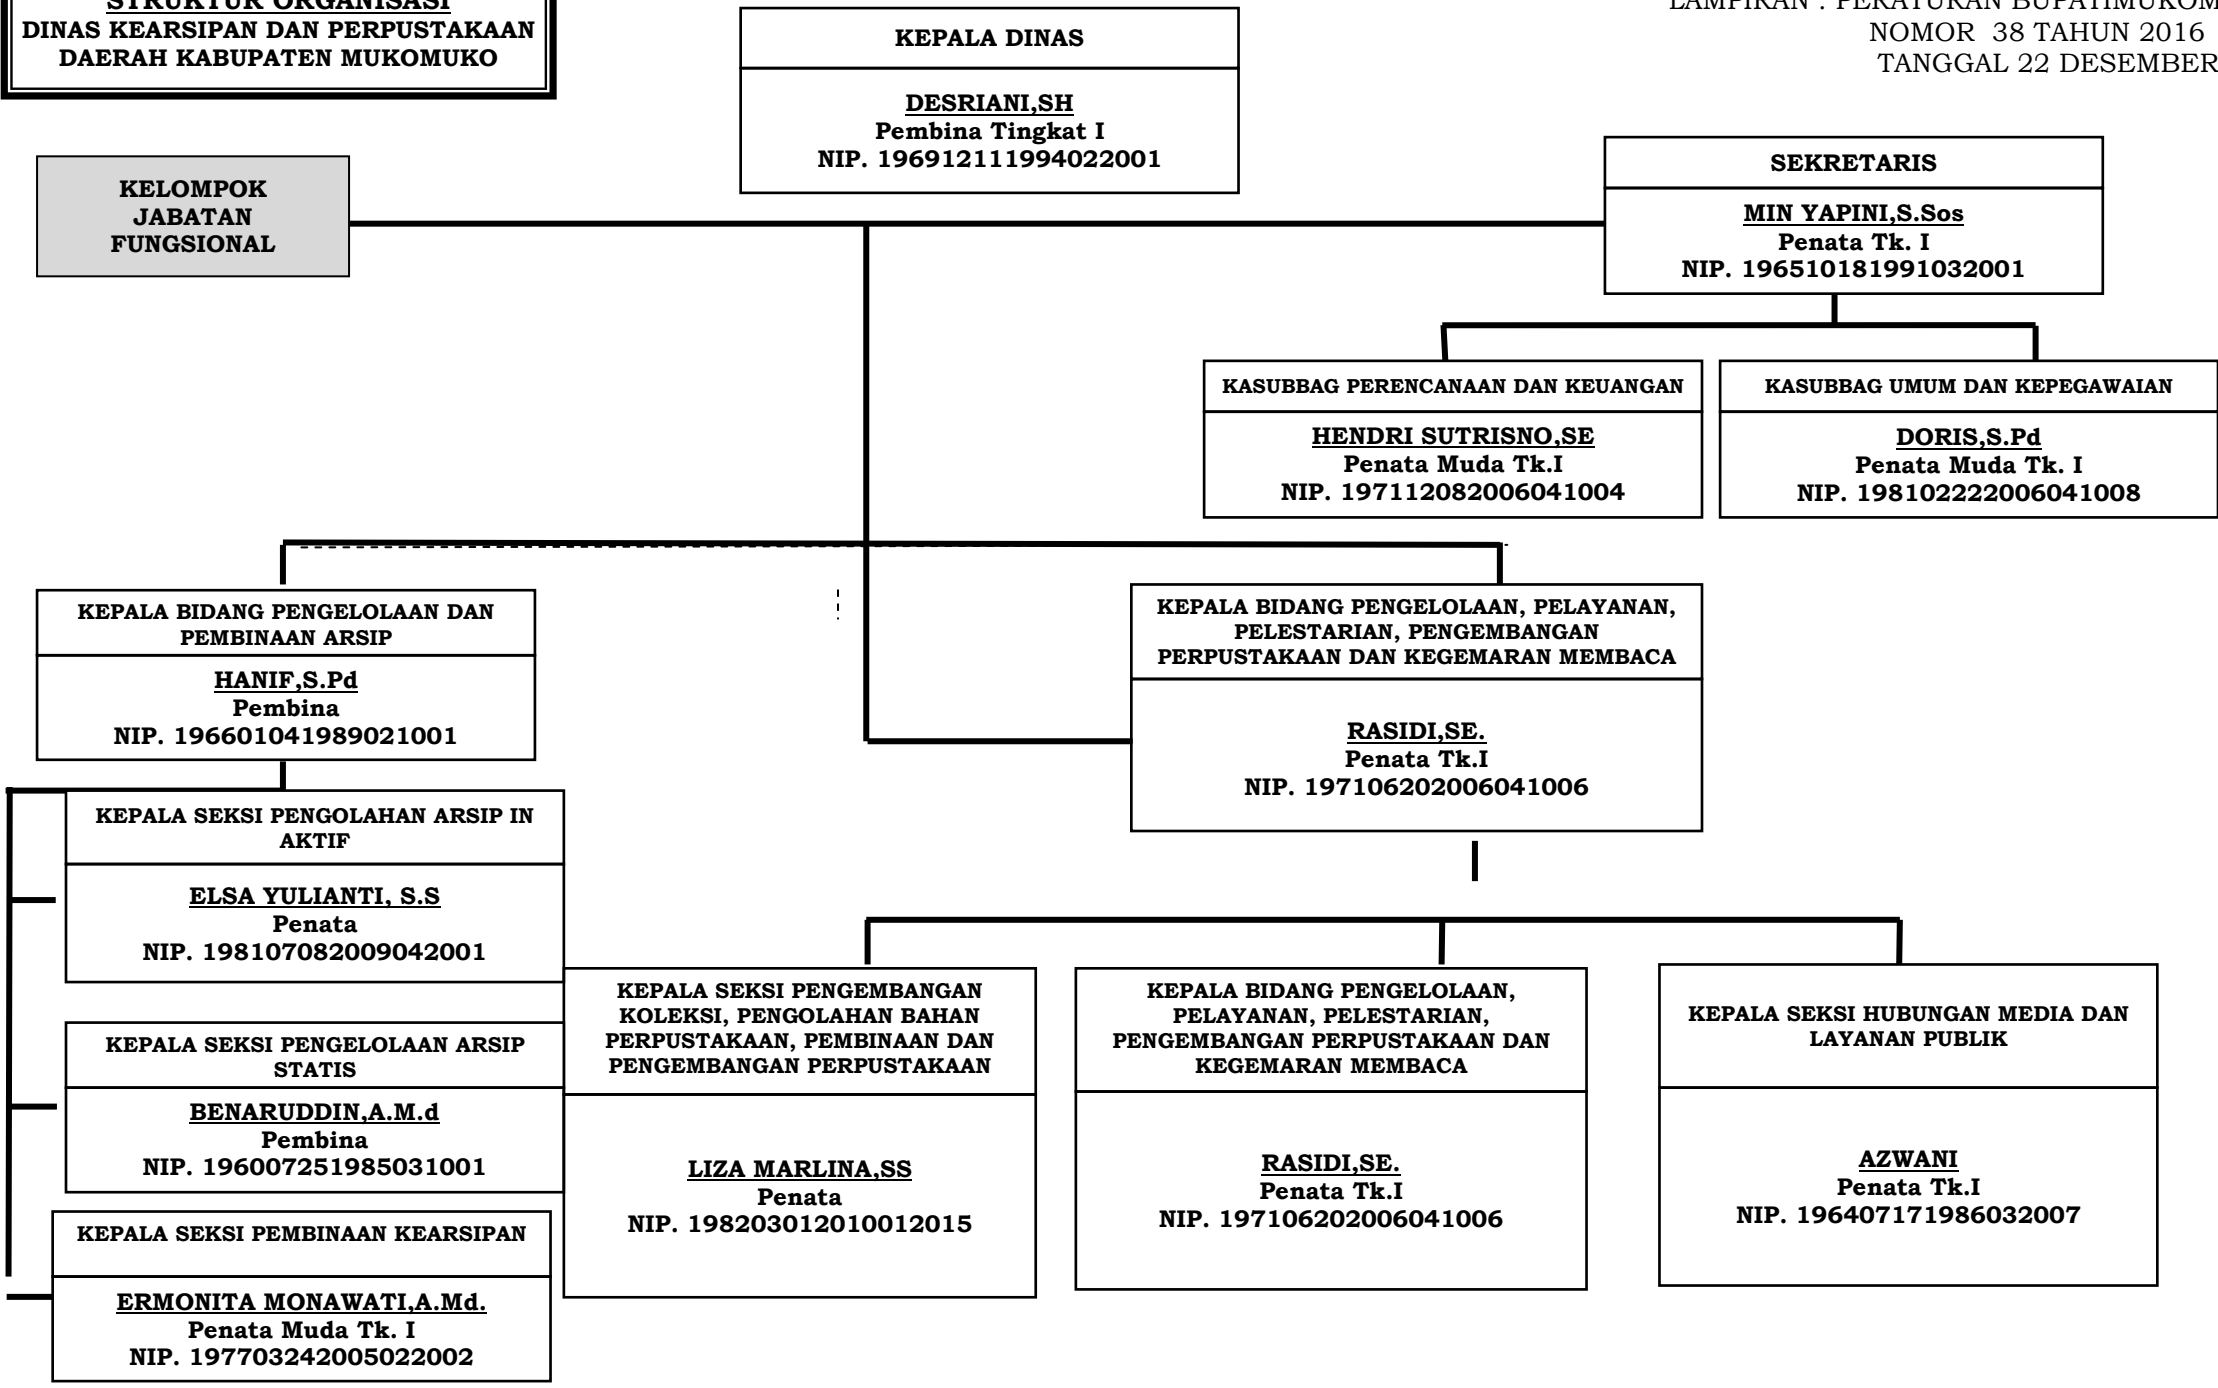 STRUKTUR ORGANISASI
DINAS KEARSIPAN DAN PERPUSTAKAAN
DAERAH KABUPATEN MUKOMUKO
LAMPIRAN : PERATURAN
NOMOR 38 TAHUN 2016
TANGGAL 22 DESEMBER
KEPALA DINAS
DESRIANI,SH
Pembina Tingkat I
NIP. 196912111994022001
KELOMPOK
JABATAN
FUNGSIONAL
SEKRETARIS
MIN YAPINI,S.Sos
Penata Tk. I
NIP. 196510181991032001
KASUBBAG PERENCANAAN DAN KEUANGAN
HENDRI SUTRISNO,SE
Penata Muda Tk.I
NIP. 197112082006041004
KASUBBAG UMUM DAN KEPEGAWAIAN
DORIS,S.Pd
Penata Muda Tk. I
NIP. 198102222006041008
KEPALA BIDANG PENGELOLAAN DAN
PEMBINAAN ARSIP
HANIF,S.Pd
Pembina
NIP. 196601041989021001
KEPALA BIDANG PENGELOLAAN, PELAYANAN,
PELESTARIAN, PENGEMBANGAN
PERPUSTAKAAN DAN KEGEMARAN MEMBACA
RASIDI,SE.
Penata Tk.I
NIP. 197106202006041006
KEPALA SEKSI PENGOLAHAN ARSIP IN
AKTIF
ELSA YULIANTI, S.S
Penata
NIP. 198107082009042001
KEPALA SEKSI PENGELOLAAN ARSIP
STATIS
BENARUDDIN,A.M.d
Pembina
NIP. 196007251985031001
KEPALA SEKSI PEMBINAAN KEARSIPAN
ERMONITA MONAWATI,A.Md.
Penata Muda Tk. I
NIP. 197703242005022002
KEPALA SEKSI PENGEMBANGAN
KOLEKSI, PENGOLAHAN BAHAN
PERPUSTAKAAN, PEMBINAAN DAN
PENGEMBANGAN PERPUSTAKAAN
LIZA MARLINA,SS
Penata
NIP. 198203012010012015
KEPALA BIDANG PENGELOLAAN,
PELAYANAN, PELESTARIAN,
PENGEMBANGAN PERPUSTAKAAN DAN
KEGEMARAN MEMBACA
RASIDI,SE.
Penata Tk.I
NIP. 197106202006041006
KEPALA SEKSI HUBUNGAN MEDIA DAN
LAYANAN PUBLIK
AZWANI
Penata Tk.I
NIP. 196407171986032007